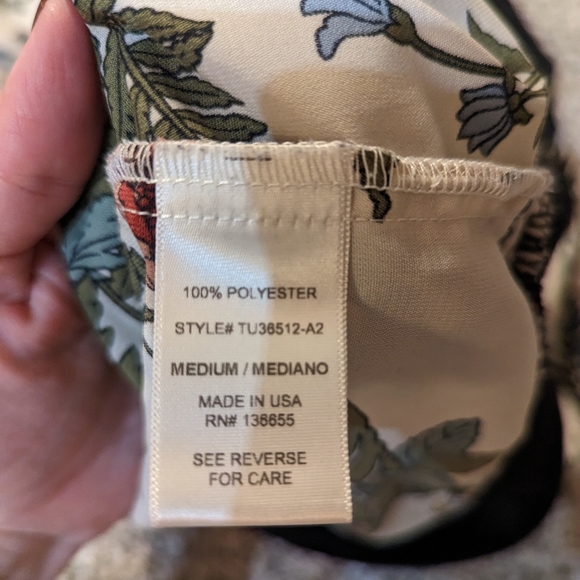 100% POLYESTER
STYLE# TU36512-A2
MEDIUM / MEDIANO
MADE IN USA
RN# 136655
SEE REVERSE
FOR CARE